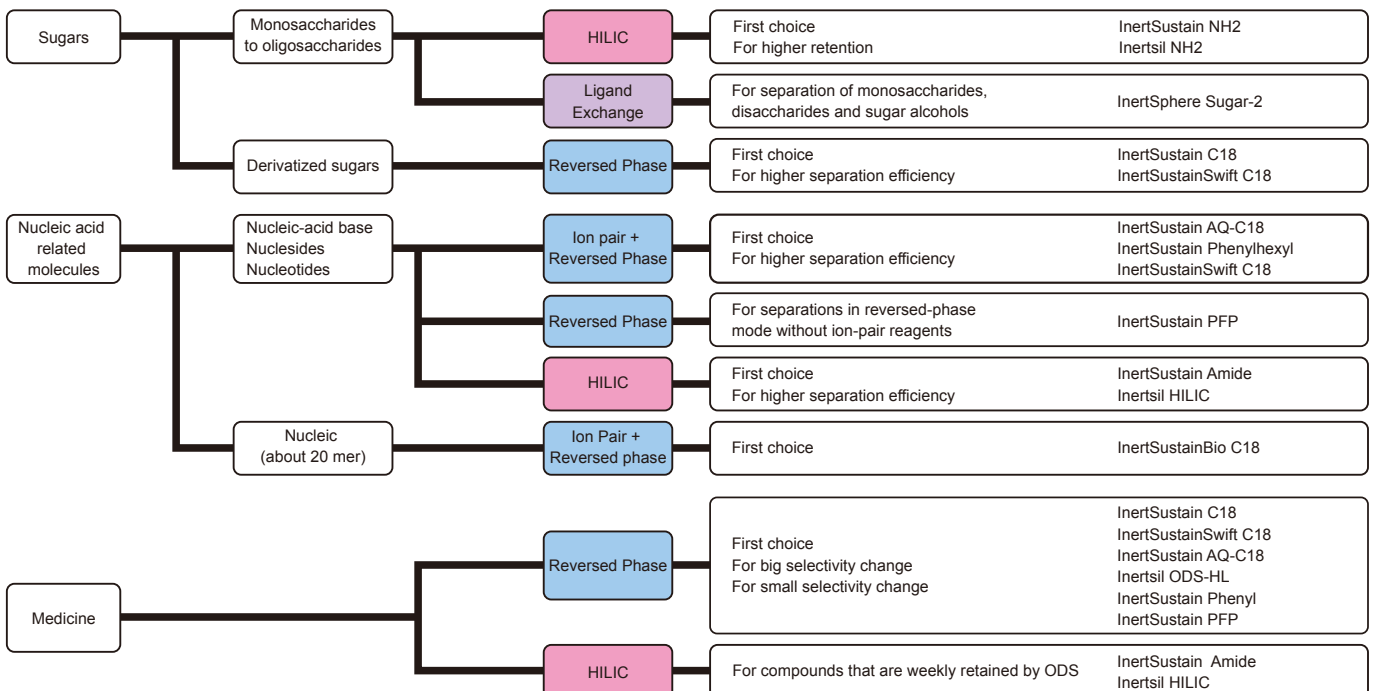 Sugars
Monosaccharides
to oligosaccharides
HILIC
First choice
For higher retention
InertSustain NH2
Inertsil NH2
Ligand
Exchange
For separation of monosaccharides,
disaccharides and sugar alcohols
InertSphere Sugar-2
Derivatized sugars
Reversed Phase
First choice
For higher separation efficiency
InertSustain C18
InertSustainSwift C18
Nucleic acid
related
molecules
Nucleic-acid base
Nuclesides
Nucleotides
Ion pair +
Reversed Phase
First choice
For higher separation efficiency
InertSustain AQ-C18
InertSustain Phenylhexyl
InertSustainSwift C18
Reversed Phase
For separations in reversed-phase
mode without ion-pair reagents
InertSustain PFP
HILIC
First choice
For higher separation efficiency
InertSustain Amide
Inertsil HILIC
Nucleic
(about 20 mer)
Ion Pair +
Reversed phase
First choice
InertSustainBio C18
Medicine
Reversed Phase
First choice
For big selectivity change
For small selectivity change
InertSustain C18
InertSustainSwift C18
InertSustain AQ-C18
Inertsil ODS-HL
InertSustain Phenyl
InertSustain PFP
HILIC
For compounds that are weekly retained by ODS
InertSustain Amide
Inertsil HILIC